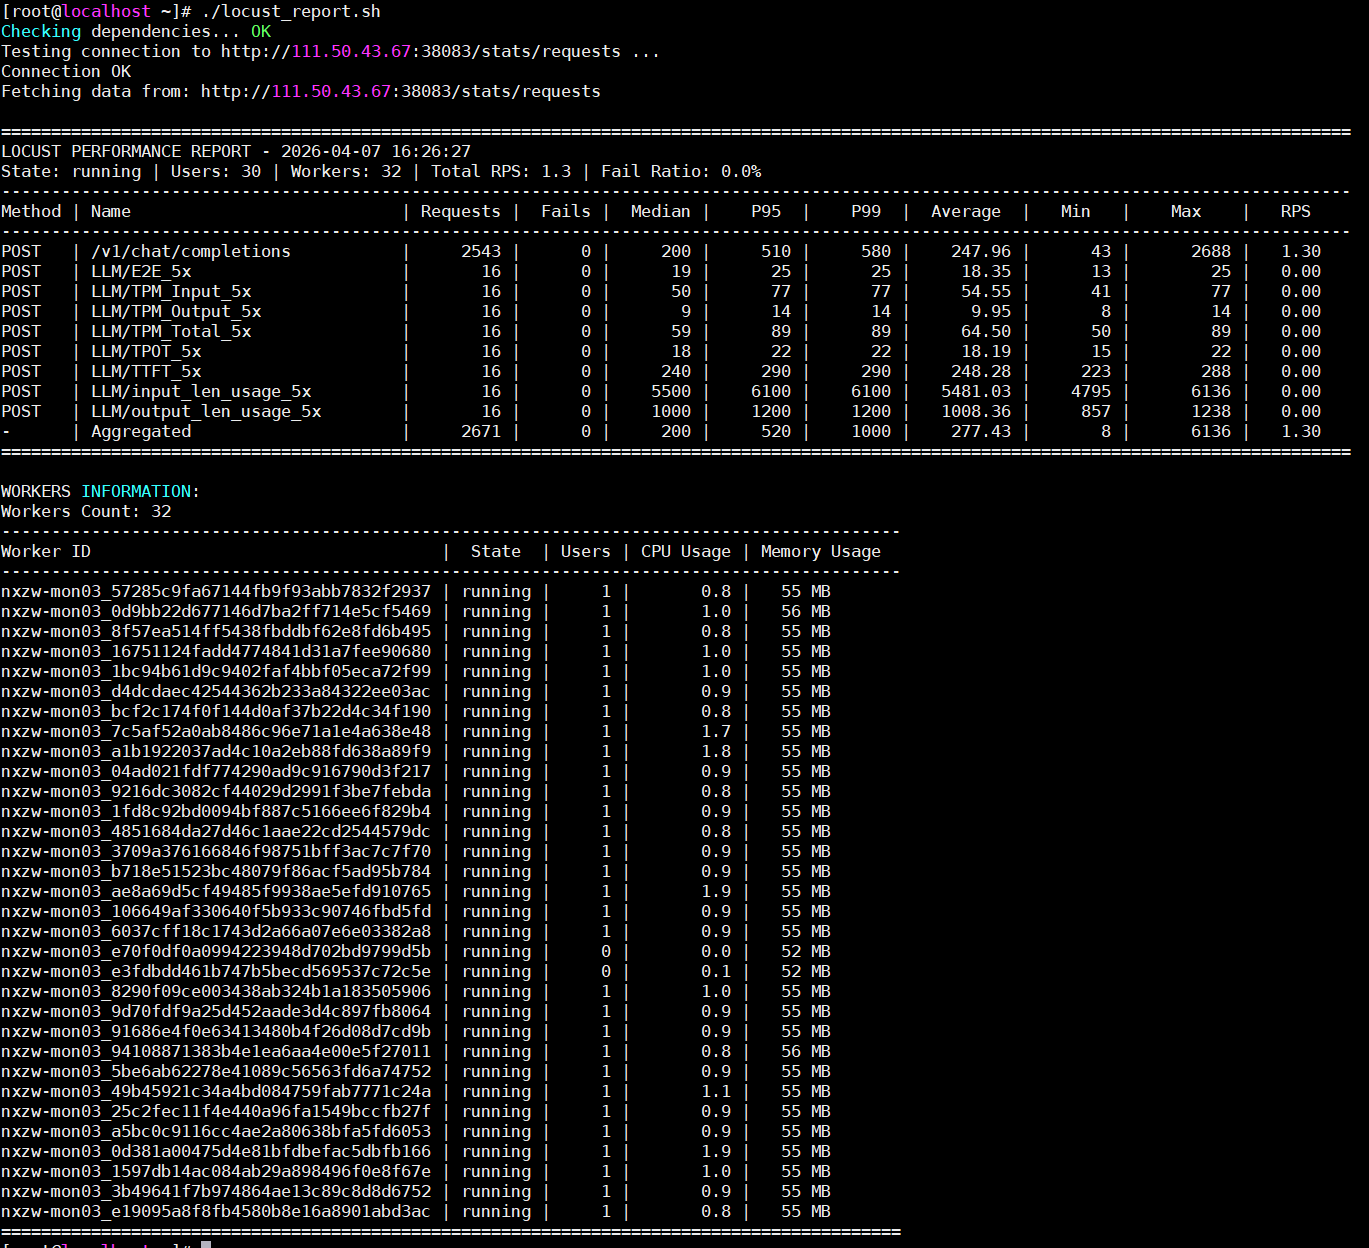 [root@localhost ~]# ./locust_report.sh
Checking dependencies... OK
Testing connection to http://111.50.43.67:38083/stats/requests ...
Connection OK
Fetching data from: http://111.50.43.67:38083/stats/requests
=======================================================================================================================================
LOCUST PERFORMANCE REPORT - 2026-04-07 16:26:27
State: running | Users: 30 | Workers: 32 | Total RPS: 1.3 | Fail Ratio: 0.0%
---------------------------------------------------------------------------------------------------------------------------------------
Method | Name                           | Requests |  Fails |  Median |    P95  |    P99  |  Average  |   Min   |    Max    |   RPS
---------------------------------------------------------------------------------------------------------------------------------------
POST   | /v1/chat/completions           |     2543 |      0 |     200 |     510 |     580 |    247.96 |      43 |      2688 |   1.30
POST   | LLM/E2E_5x                     |       16 |      0 |      19 |      25 |      25 |     18.35 |      13 |        25 |   0.00
POST   | LLM/TPM_Input_5x               |       16 |      0 |      50 |      77 |      77 |     54.55 |      41 |        77 |   0.00
POST   | LLM/TPM_Output_5x              |       16 |      0 |       9 |      14 |      14 |      9.95 |       8 |        14 |   0.00
POST   | LLM/TPM_Total_5x               |       16 |      0 |      59 |      89 |      89 |     64.50 |      50 |        89 |   0.00
POST   | LLM/TPOT_5x                    |       16 |      0 |      18 |      22 |      22 |     18.19 |      15 |        22 |   0.00
POST   | LLM/TTFT_5x                    |       16 |      0 |     240 |     290 |     290 |    248.28 |     223 |       288 |   0.00
POST   | LLM/input_len_usage_5x         |       16 |      0 |    5500 |    6100 |    6100 |   5481.03 |    4795 |      6136 |   0.00
POST   | LLM/output_len_usage_5x        |       16 |      0 |    1000 |    1200 |    1200 |   1008.36 |     857 |      1238 |   0.00
-      | Aggregated                     |     2671 |      0 |     200 |     520 |    1000 |    277.43 |       8 |      6136 |   1.30
=======================================================================================================================================
WORKERS INFORMATION:
Workers Count: 32
------------------------------------------------------------------------------------------
Worker ID                                   |  State  | Users | CPU Usage | Memory Usage
------------------------------------------------------------------------------------------
nxzw-mon03_57285c9fa67144fb9f93abb7832f2937 | running |     1 |       0.8 |   55 MB
nxzw-mon03_0d9bb22d677146d7ba2ff714e5cf5469 | running |     1 |       1.0 |   56 MB
nxzw-mon03_8f57ea514ff5438fbddbf62e8fd6b495 | running |     1 |       0.8 |   55 MB
nxzw-mon03_16751124fadd4774841d31a7fee90680 | running |     1 |       1.0 |   55 MB
nxzw-mon03_1bc94b61d9c9402faf4bbf05eca72f99 | running |     1 |       1.0 |   55 MB
nxzw-mon03_d4dcdaec42544362b233a84322ee03ac | running |     1 |       0.9 |   55 MB
nxzw-mon03_bcf2c174f0f144d0af37b22d4c34f190 | running |     1 |       0.8 |   55 MB
nxzw-mon03_7c5af52a0ab8486c96e71a1e4a638e48 | running |     1 |       1.7 |   55 MB
nxzw-mon03_a1b1922037ad4c10a2eb88fd638a89f9 | running |     1 |       1.8 |   55 MB
nxzw-mon03_04ad021fdf774290ad9c916790d3f217 | running |     1 |       0.9 |   55 MB
nxzw-mon03_9216dc3082cf44029d2991f3be7febda | running |     1 |       0.8 |   55 MB
nxzw-mon03_1fd8c92bd0094bf887c5166ee6f829b4 | running |     1 |       0.9 |   55 MB
nxzw-mon03_4851684da27d46c1aae22cd2544579dc | running |     1 |       0.8 |   55 MB
nxzw-mon03_3709a376166846f98751bff3ac7c7f70 | running |     1 |       0.9 |   55 MB
nxzw-mon03_b718e51523bc48079f86acf5ad95b784 | running |     1 |       0.9 |   55 MB
nxzw-mon03_ae8a69d5cf49485f9938ae5efd910765 | running |     1 |       1.9 |   55 MB
nxzw-mon03_106649af330640f5b933c90746fbd5fd | running |     1 |       0.9 |   55 MB
nxzw-mon03_6037cff18c1743d2a66a07e6e03382a8 | running |     1 |       0.9 |   55 MB
nxzw-mon03_e70f0df0a0994223948d702bd9799d5b | running |     0 |       0.0 |   52 MB
nxzw-mon03_e3fdbdd461b747b5becd569537c72c5e | running |     0 |       0.1 |   52 MB
nxzw-mon03_8290f09ce003438ab324b1a183505906 | running |     1 |       1.0 |   55 MB
nxzw-mon03_9d70fdf9a25d452aade3d4c897fb8064 | running |     1 |       0.9 |   55 MB
nxzw-mon03_91686e4f0e63413480b4f26d08d7cd9b | running |     1 |       0.9 |   55 MB
nxzw-mon03_94108871383b4e1ea6aa4e00e5f27011 | running |     1 |       0.8 |   56 MB
nxzw-mon03_5be6ab62278e41089c56563fd6a74752 | running |     1 |       0.9 |   55 MB
nxzw-mon03_49b45921c34a4bd084759fab7771c24a | running |     1 |       1.1 |   55 MB
nxzw-mon03_25c2fec11f4e440a96fa1549bccfb27f | running |     1 |       0.9 |   55 MB
nxzw-mon03_a5bc0c9116cc4ae2a80638bfa5fd6053 | running |     1 |       0.9 |   55 MB
nxzw-mon03_0d381a00475d4e81bfdbefac5dbfb166 | running |     1 |       1.9 |   55 MB
nxzw-mon03_1597db14ac084ab29a898496f0e8f67e | running |     1 |       1.0 |   55 MB
nxzw-mon03_3b49641f7b974864ae13c89c8d8d6752 | running |     1 |       0.9 |   55 MB
nxzw-mon03_e19095a8f8fb4580b8e16a8901abd3ac | running |     1 |       0.8 |   55 MB
==========================================================================================